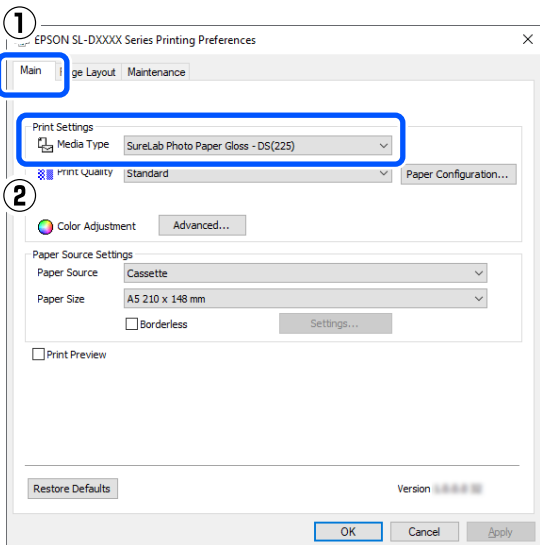 ①
EPSON SL-DXXXX Series Printing Preferences
Main ge Layout Maintenance
Print Settings
Media Type SureLab Photo Paper Gloss - DS(225)
Print Quality Standard Paper Configuration...
②
Color Adjustment Advanced...
Paper Source Settings
Paper Source Cassette
Paper Size A5 210 x 148 mm
Borderless Settings...
Print Preview
Restore Defaults Version
OK Cancel Apply